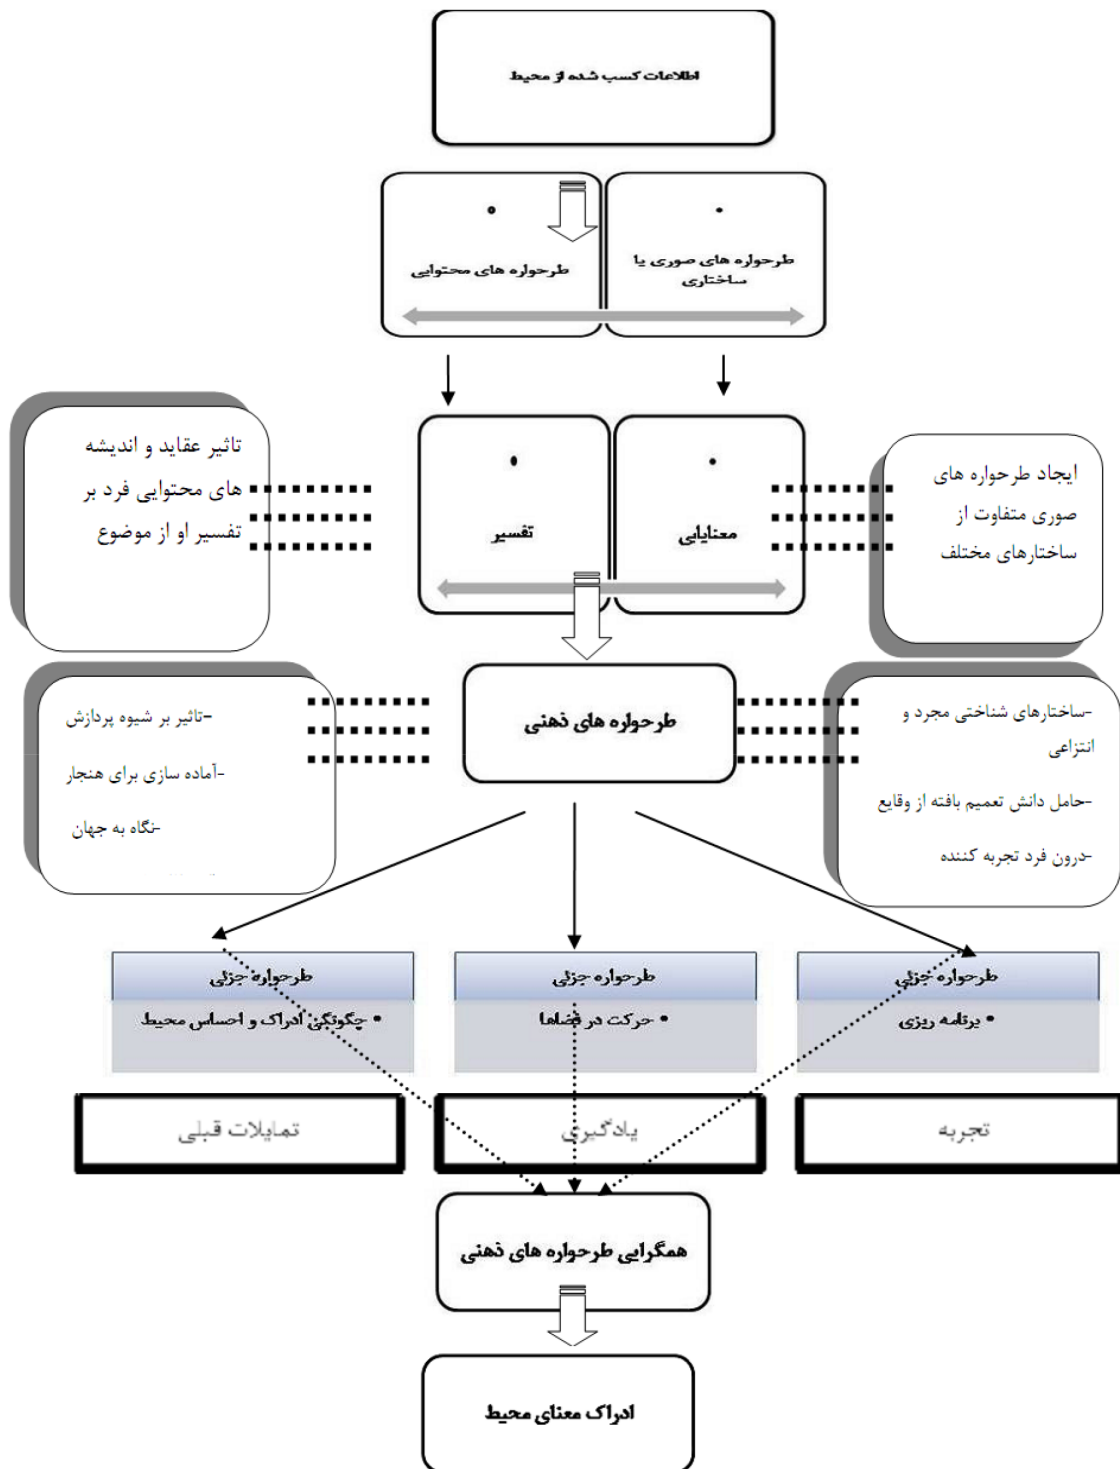 اطلاعات کسب شده از محیط
•
طرحواره های صوری یا
ساختاری
•
طرحواره های محتوایی
ایجاد طرحواره های
صوری متفاوت از
ساختارهای مختلف
•
معنایابی
•
تفسیر
تاثیر عقاید و اندیشه
های محتوایی فرد بر
تفسیر او از موضوع
-ساختارهای شناختی مجرد و
انتزاعی
-حامل دانش تعمیم یافته از وقایع
-درون فرد تجربه کننده
طرحواره های ذهنی
-تاثیر بر شیوه پردازش
-آماده سازی برای هنجار
-نگاه به جهان
طرحواره جزئی
• برنامه ریزی
طرحواره جزئی
• حرکت در فضاها
طرحواره جزئی
• چگونگی ادراک و احساس محیط
تجربه
یادگیری
تمایلات قبلی
همگرایی طرحواره های ذهنی
ادراک معنای محیط